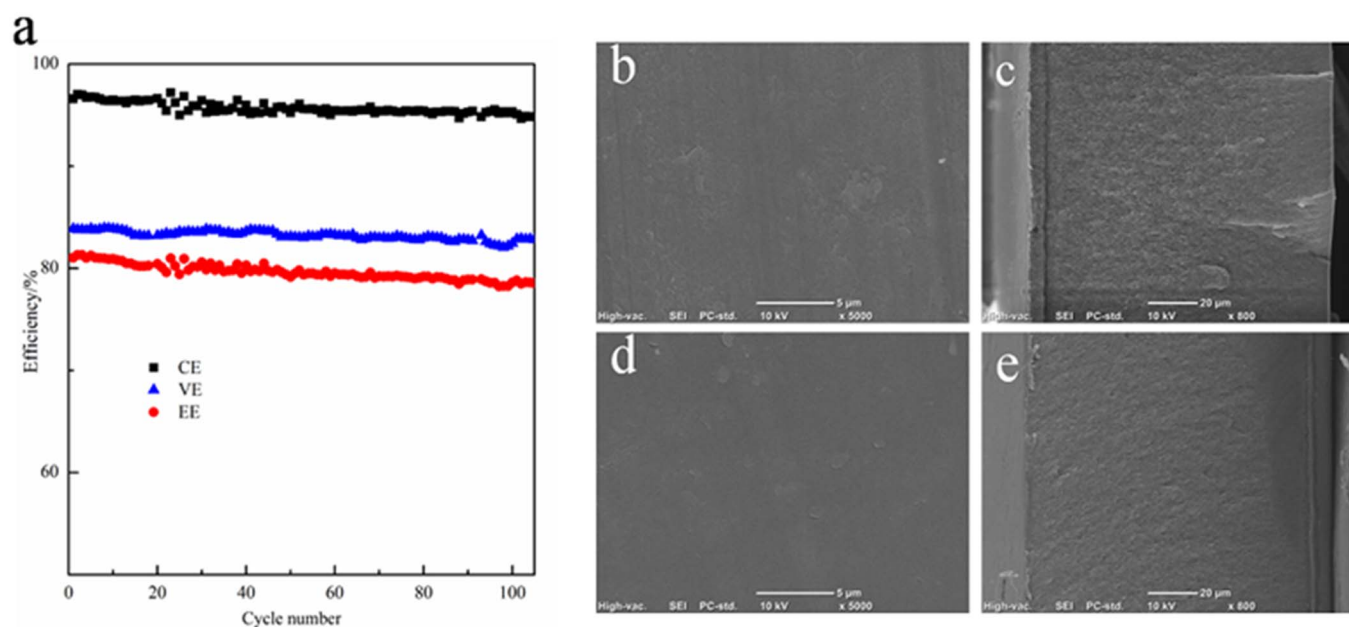 a
100
80
60
Efficiency/%
CE
VE
EE
0 20 40 60 80 100
Cycle number
b
5 μm
High-vac. SEI PC-std. 10 kV x 5000
c
20 μm
High-vac. SEI PC-std. 10 kV x 800
d
5 μm
High-vac. SEI PC-std. 10 kV x 5000
e
20 μm
High-vac. SEI PC-std. 10 kV x 800